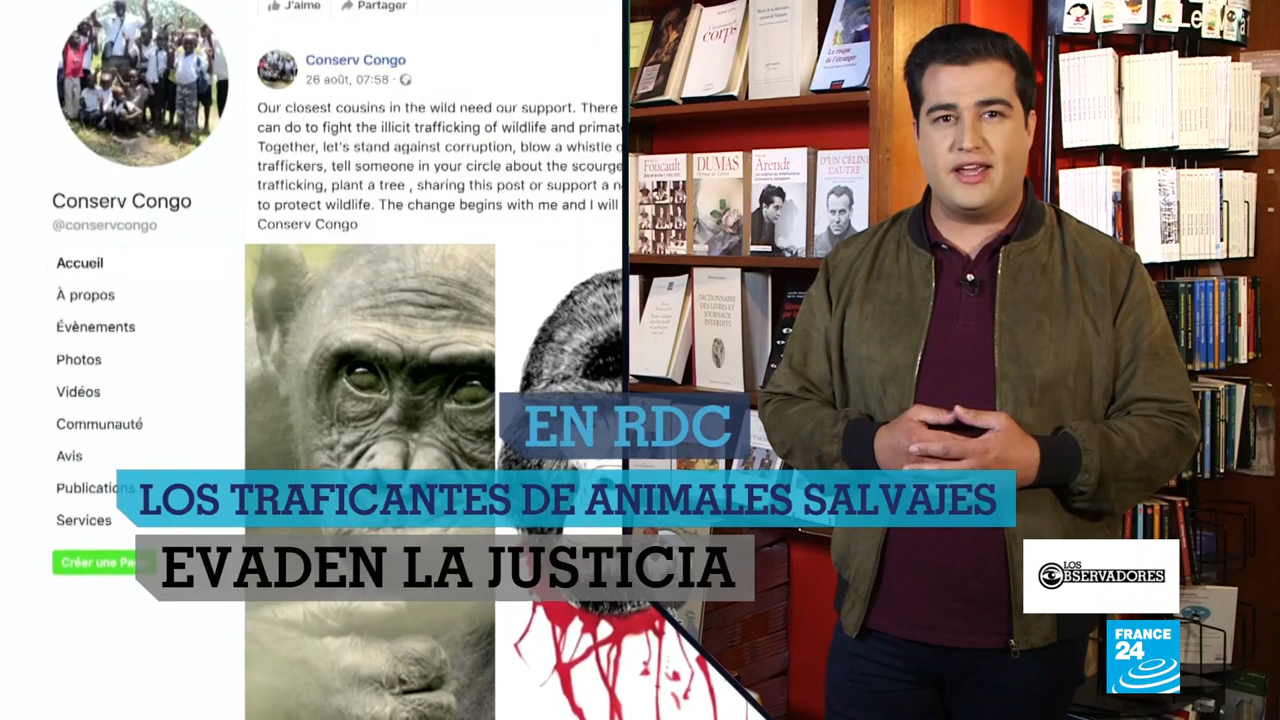 J'aime Partager
Conserv Congo
26 août, 07:58
Our closest cousins in the wild need our support. There
can do to fight the illicit trafficking of wildlife and primat
Together, let's stand against corruption, blow a whistle
traffickers, tell someone in your circle about the scourge
trafficking, plant a tree , sharing this post or support a
to protect wildlife. The change begins with me and I will
Conserv Congo
Conserv Congo
@conservcongo
Accueil
À propos
Évènements
Photos
Vidéos
Communauté
Avis
Publications
Services
Créer une Pa
corps
Le risque
de l'étranger
Foucault
DUMAS
Arendt
D'UN CÉLINE
L'AUTRE
DICTIONNAIRE
DES LIVRES ET
JOURNAUX
INTERDITS
EN RDC
LOS TRAFICANTES DE ANIMALES SALVAJES
EVADEN LA JUSTICIA
LOS
OBSERVADORES
FRANCE
24